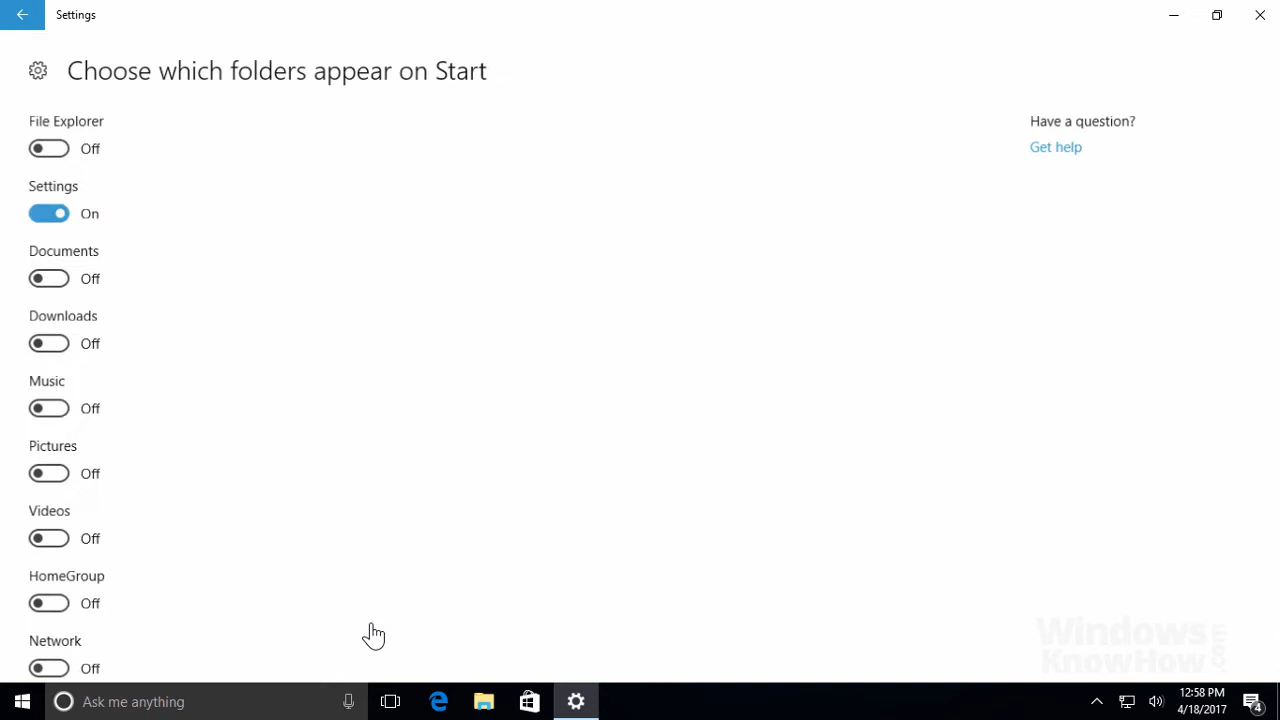 Settings
Choose which folders appear on Start
File Explorer
Off
Have a question?
Get help
Settings
On
Documents
Off
Downloads
Off
Music
Off
Pictures
Off
Videos
Off
HomeGroup
Off
Network
Off
Windows
KnowHow.com
Ask me anything
12:58 PM
4/18/2017
4